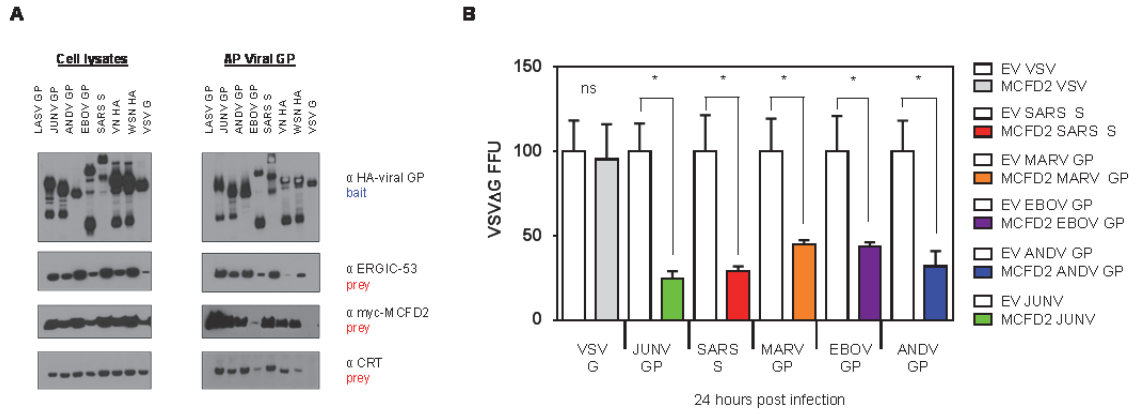 A
Cell lysates
AP Viral GP
LASV GP
JUNV GP
ANDV GP
EBOV GP
SARS S
VN HA
WSN HA
VSV G
LASV GP
JUNV GP
ANDV GP
EBOV GP
SARS S
VN HA
WSN HA
VSV G
α HA-viral GP
bait
α ERGIC-53
prey
α myc-MCFD2
prey
α CRT
prey
B
VSVΔG FFU
150
100
50
0
ns
*
*
*
*
*
VSV G
JUNV GP
SARS S
MARV GP
EBOV GP
ANDV GP
24 hours post infection
EV VSV
MCFD2 VSV
EV SARS S
MCFD2 SARS S
EV MARV GP
MCFD2 MARV GP
EV EBOV GP
MCFD2 EBOV GP
EV ANDV GP
MCFD2 ANDV GP
EV JUNV
MCFD2 JUNV